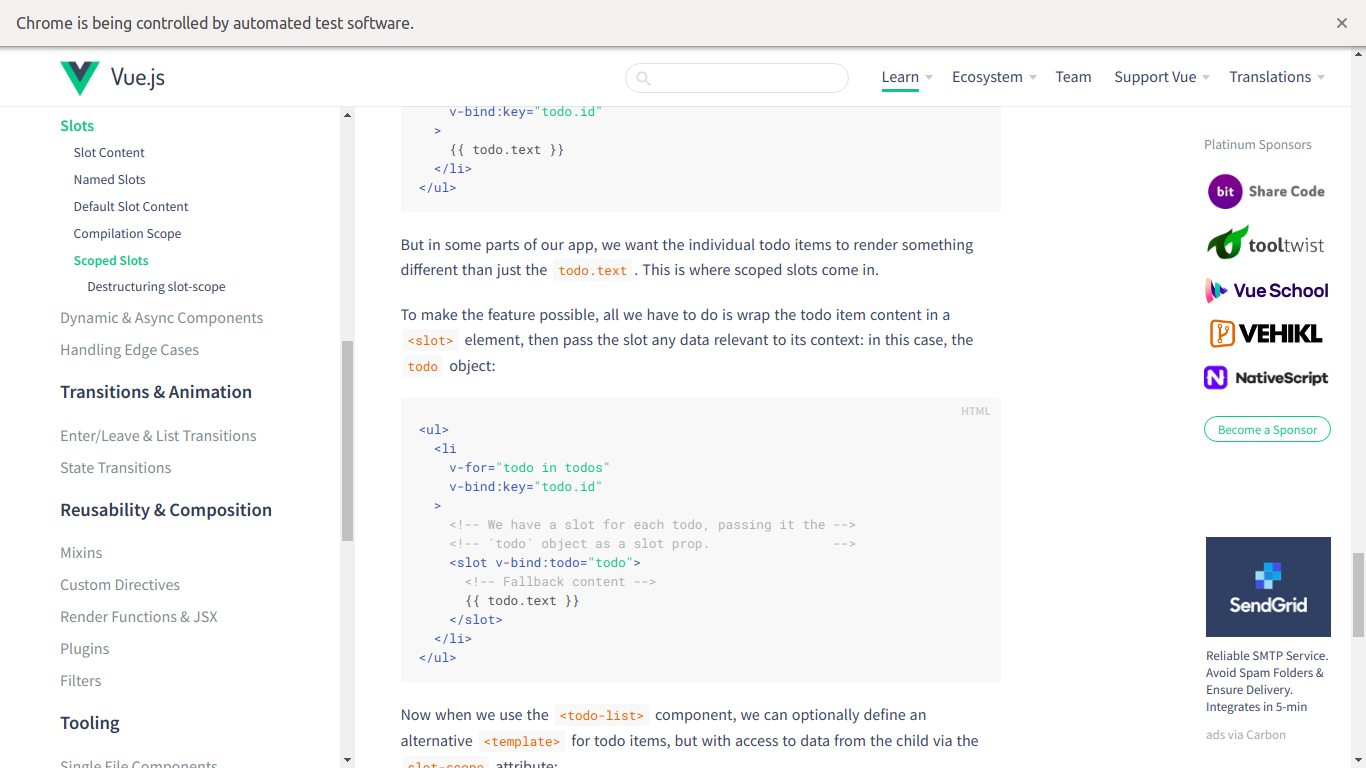 Chrome is being controlled by automated test software.
Vue.js
Learn
Ecosystem
Team
Support Vue
Translations
Slots
Slot Content
Named Slots
Default Slot Content
Compilation Scope
Scoped Slots
Destructuring slot-scope
Dynamic & Async Components
Handling Edge Cases
Transitions & Animation
Enter/Leave & List Transitions
State Transitions
Reusability & Composition
Mixins
Custom Directives
Render Functions & JSX
Plugins
Filters
Tooling
Single File Components
v-bind:key="todo.id"
>
{{ todo.text }}
</li>
</ul>
But in some parts of our app, we want the individual todo items to render something
different than just the todo.text . This is where scoped slots come in.
To make the feature possible, all we have to do is wrap the todo item content in a
<slot> element, then pass the slot any data relevant to its context: in this case, the
todo object:
HTML
<ul>
<li
v-for="todo in todos"
v-bind:key="todo.id"
>
<!-- We have a slot for each todo, passing it the -->
<!-- `todo` object as a slot prop. -->
<slot v-bind:todo="todo">
<!-- Fallback content -->
{{ todo.text }}
</slot>
</li>
</ul>
Now when we use the <todo-list> component, we can optionally define an
alternative <template> for todo items, but with access to data from the child via the
slot-scope attribute:
Platinum Sponsors
bit Share Code
tooltwist
Vue School
VEHIKL
NativeScript
Become a Sponsor
SendGrid
Reliable SMTP Service.
Avoid Spam Folders &
Ensure Delivery.
Integrates in 5-min
ads via Carbon